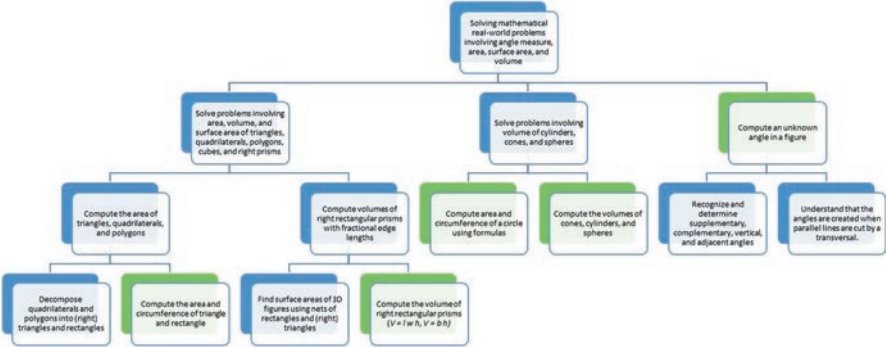 Solving mathematical
real-world problems
involving angle measure,
area, surface area, and
volume
Solve problems involving
area, volume, and
surface area of triangles,
quadrilaterals, polygons,
cubes, and right prisms
Solve problems involving
volume of cylinders,
cones, and spheres
Compute an unknown
angle in a figure
Compute the area of
triangles, quadrilaterals,
and polygons
Compute volumes of
right rectangular prisms
with fractional edge
lengths
Compute area and
circumference of a circle
using formulas
Compute the volumes of
cones, cylinders, and
spheres
Recognize and
determine supplementary,
complementary, vertical,
and adjacent angles
Understand that the
angles are created when
parallel lines are cut by a
transversal.
Decompose
quadrilaterals and
polygons into (right)
triangles and rectangles
Compute the area and
circumference of triangle
and rectangle
Find surface areas of 3D
figures using nets of
rectangles and (right)
triangles
Compute the volume of
right rectangular prisms
(V = l w h, V = b h)